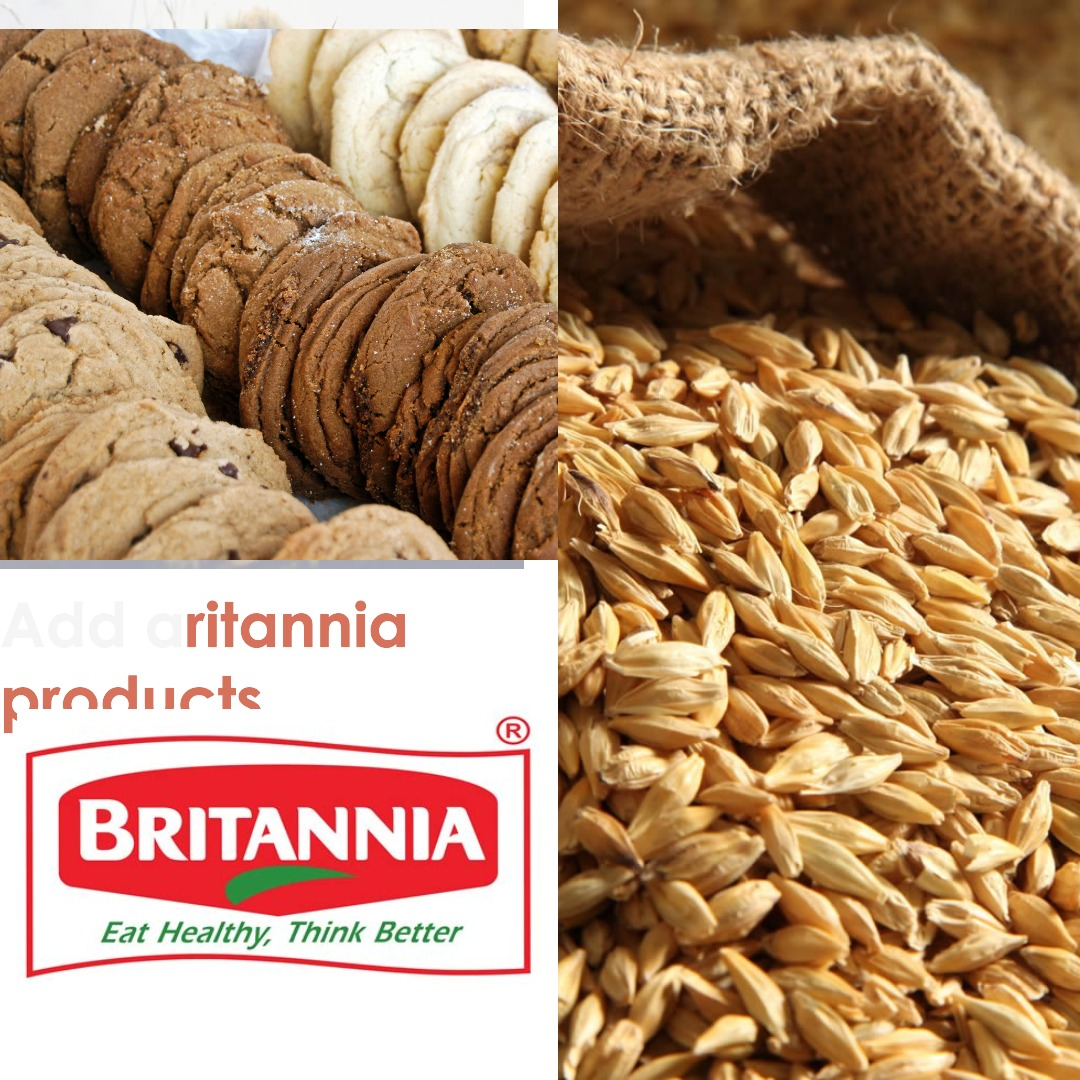 Add aritannia
products
®
BRITANNIA
Eat Healthy, Think Better